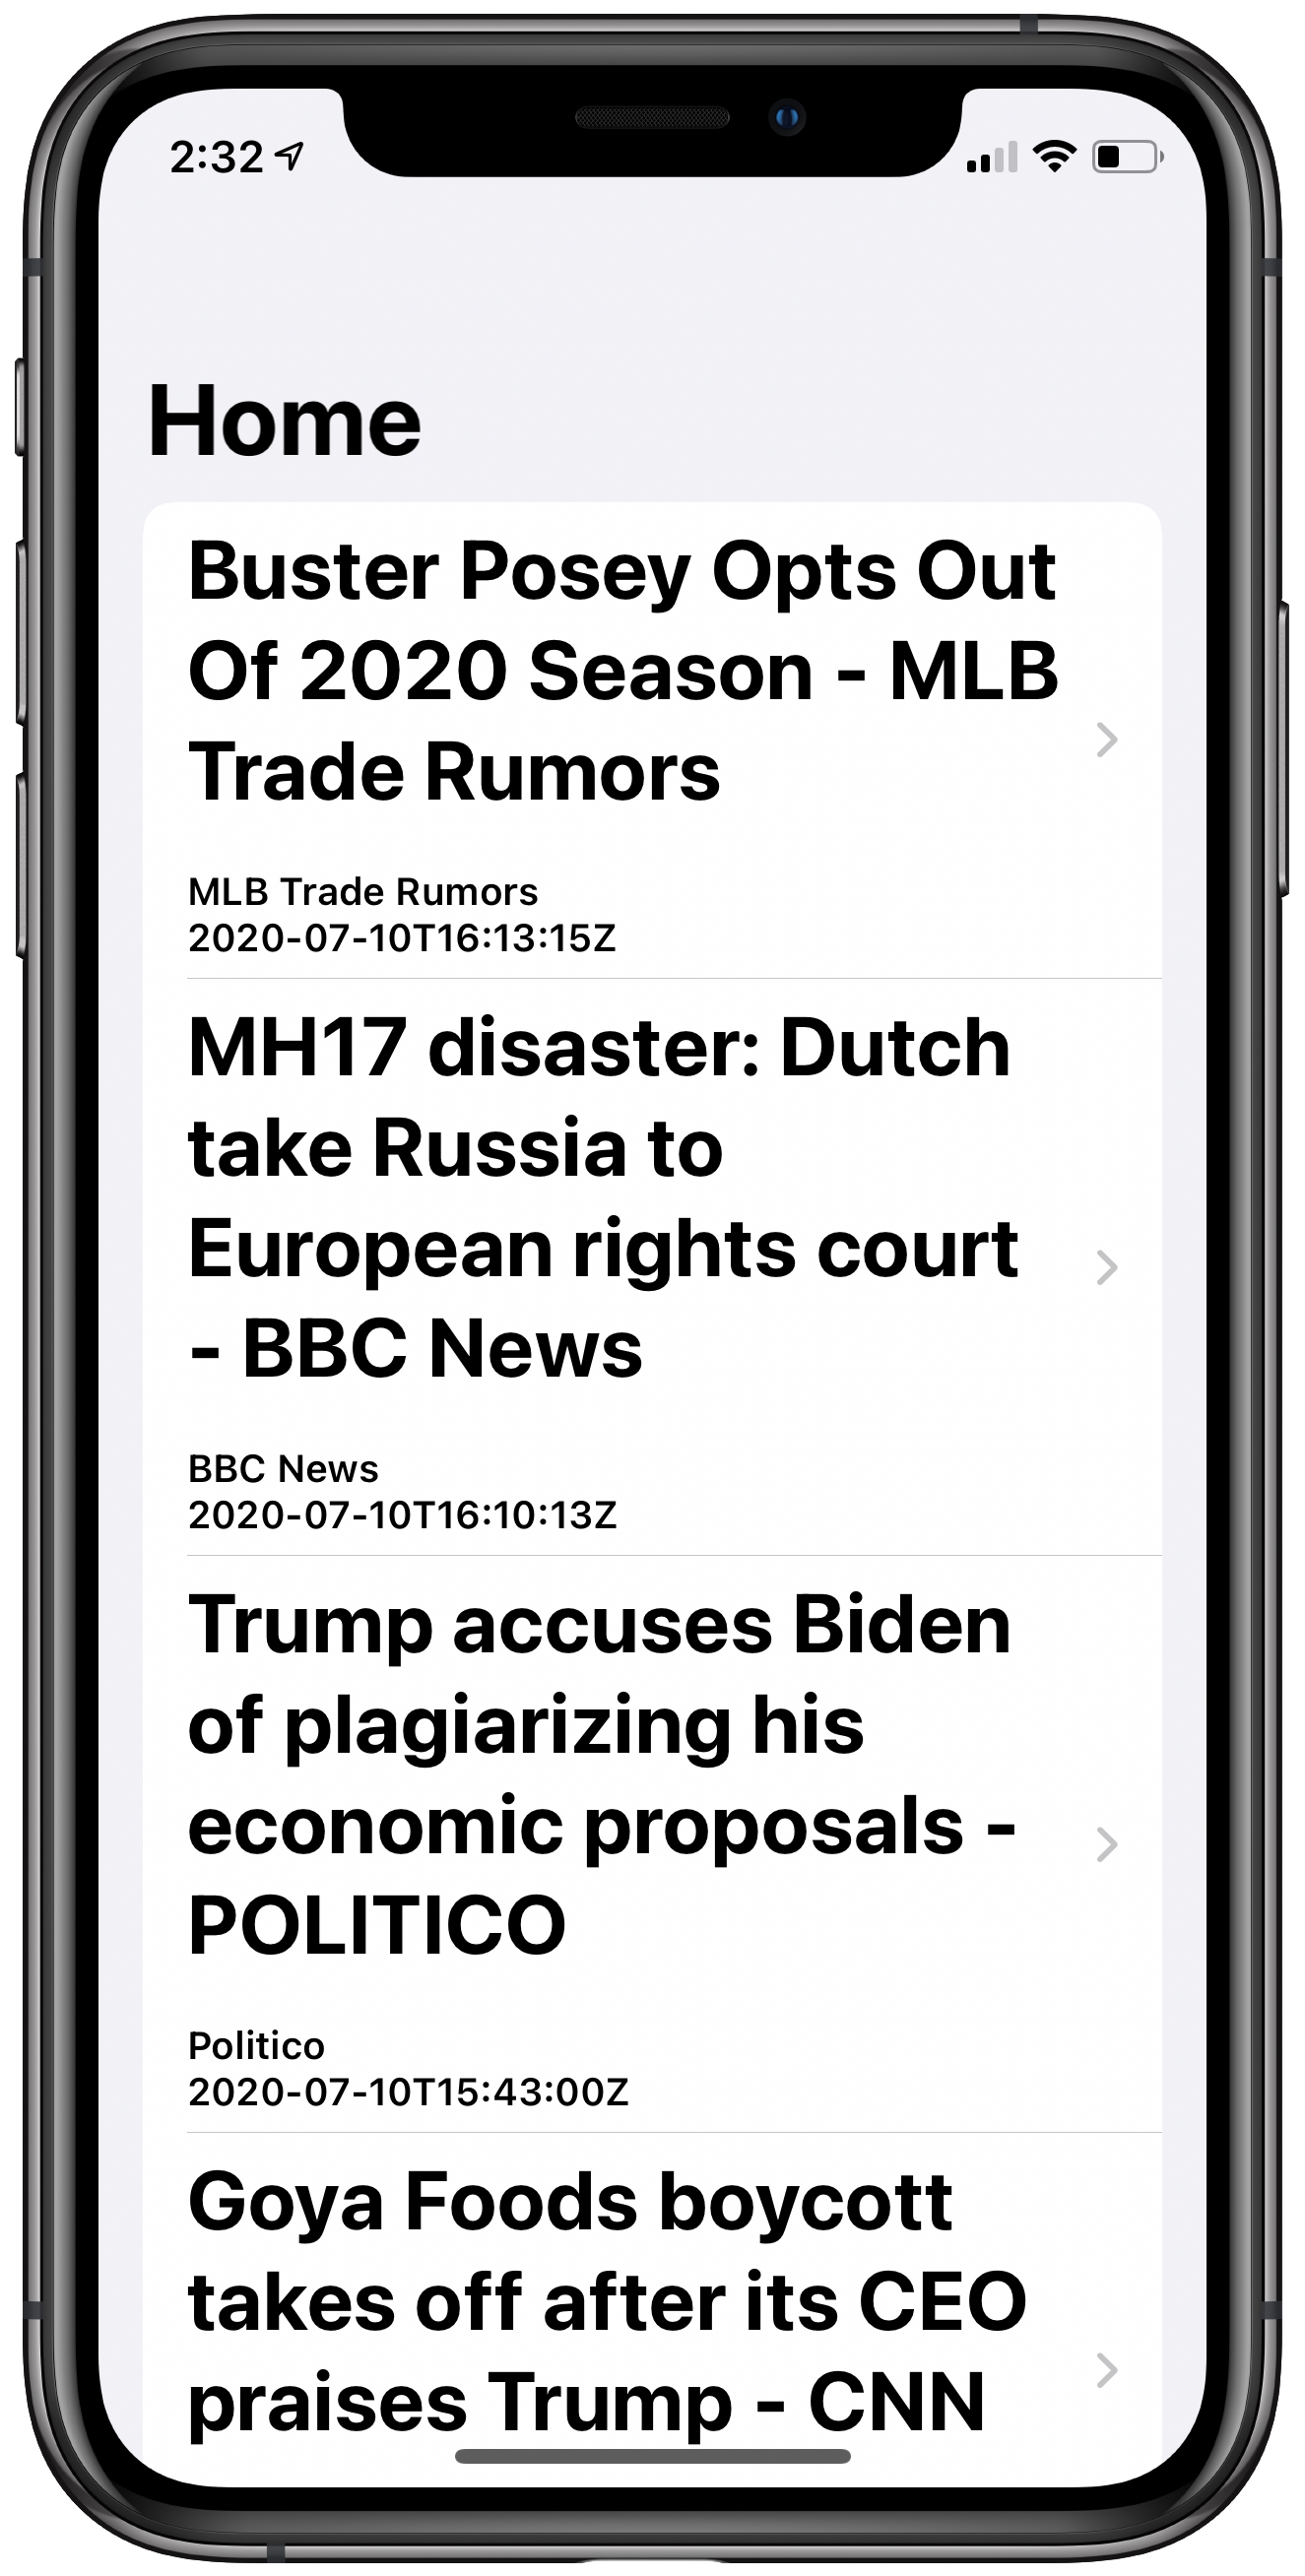 2:32
Home
Buster Posey Opts Out
Of 2020 Season - MLB
Trade Rumors
MLB Trade Rumors
2020-07-10T16:13:15Z
MH17 disaster: Dutch
take Russia to
European rights court
- BBC News
BBC News
2020-07-10T16:10:13Z
Trump accuses Biden
of plagiarizing his
economic proposals -
POLITICO
Politico
2020-07-10T15:43:00Z
Goya Foods boycott
takes off after its CEO
praises Trump - CNN